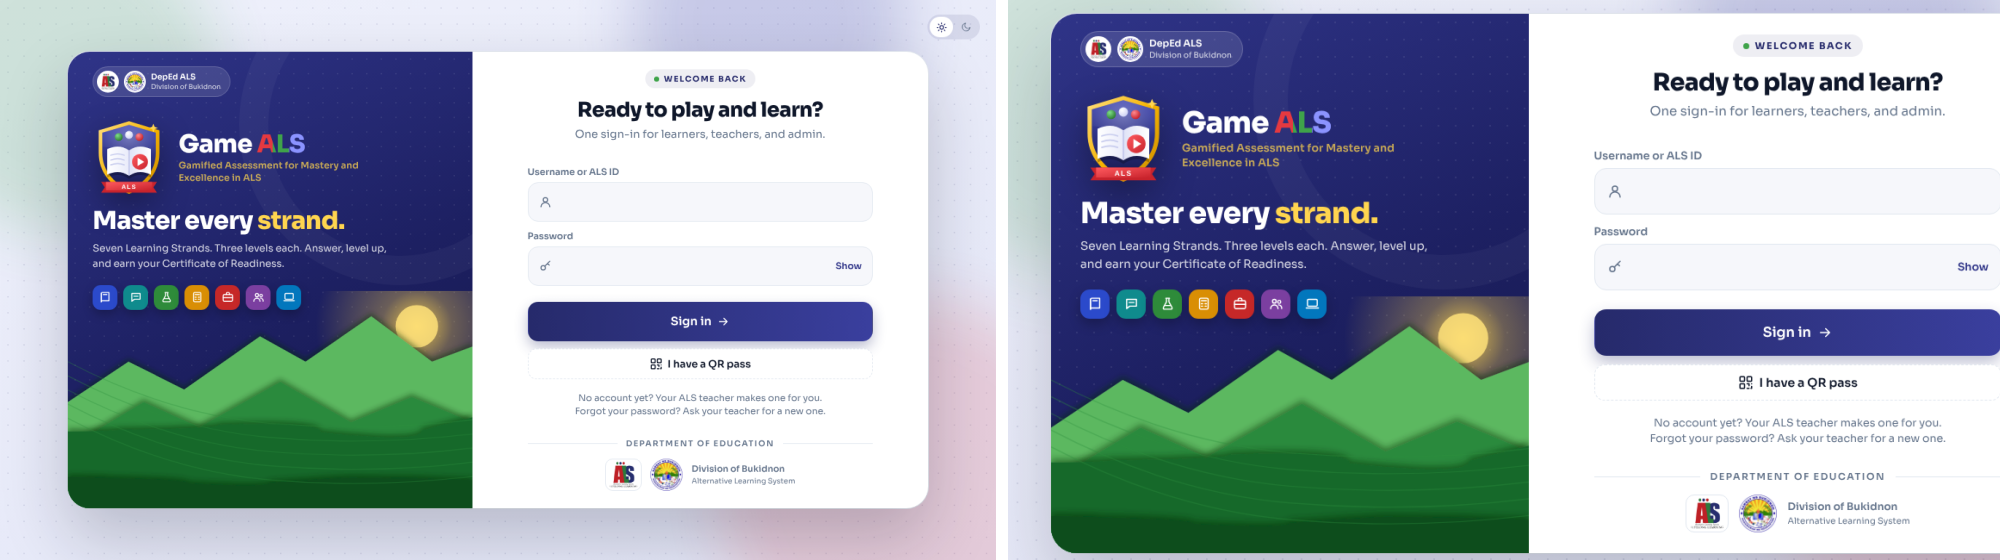 DepEd ALS
Division of Bukidnon
Game ALS
Gamified Assessment for Mastery and
Excellence in ALS
ALS
Master every strand.
Seven Learning Strands. Three levels each. Answer, level up,
and earn your Certificate of Readiness.
WELCOME BACK
Ready to play and learn?
One sign-in for learners, teachers, and admin.
Username or ALS ID
Password
Show
Sign in →
I have a QR pass
No account yet? Your ALS teacher makes one for you.
Forgot your password? Ask your teacher for a new one.
DEPARTMENT OF EDUCATION
ALS
Division of Bukidnon
Alternative Learning System
DepEd ALS
Division of Bukidnon
Game ALS
Gamified Assessment for Mastery and
Excellence in ALS
ALS
Master every strand.
Seven Learning Strands. Three levels each. Answer, level up,
and earn your Certificate of Readiness.
WELCOME BACK
Ready to play and learn?
One sign-in for learners, teachers, and admin.
Username or ALS ID
Password
Show
Sign in →
I have a QR pass
No account yet? Your ALS teacher makes one for you.
Forgot your password? Ask your teacher for a new one.
DEPARTMENT OF EDUCATION
ALS
Division of Bukidnon
Alternative Learning System